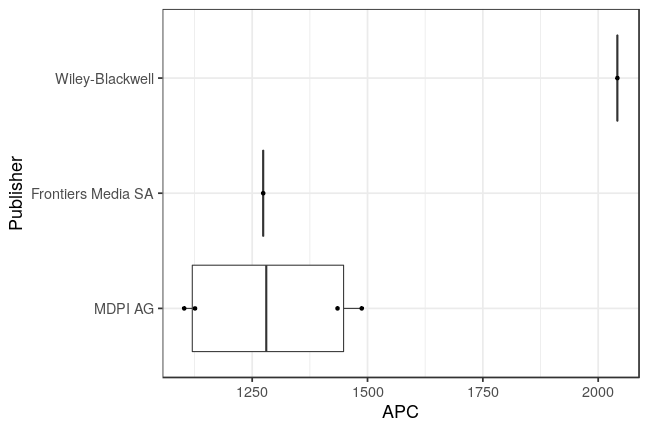 Publisher
Wiley-Blackwell
Frontiers Media SA
MDPI AG
1250 1500 1750 2000
APC